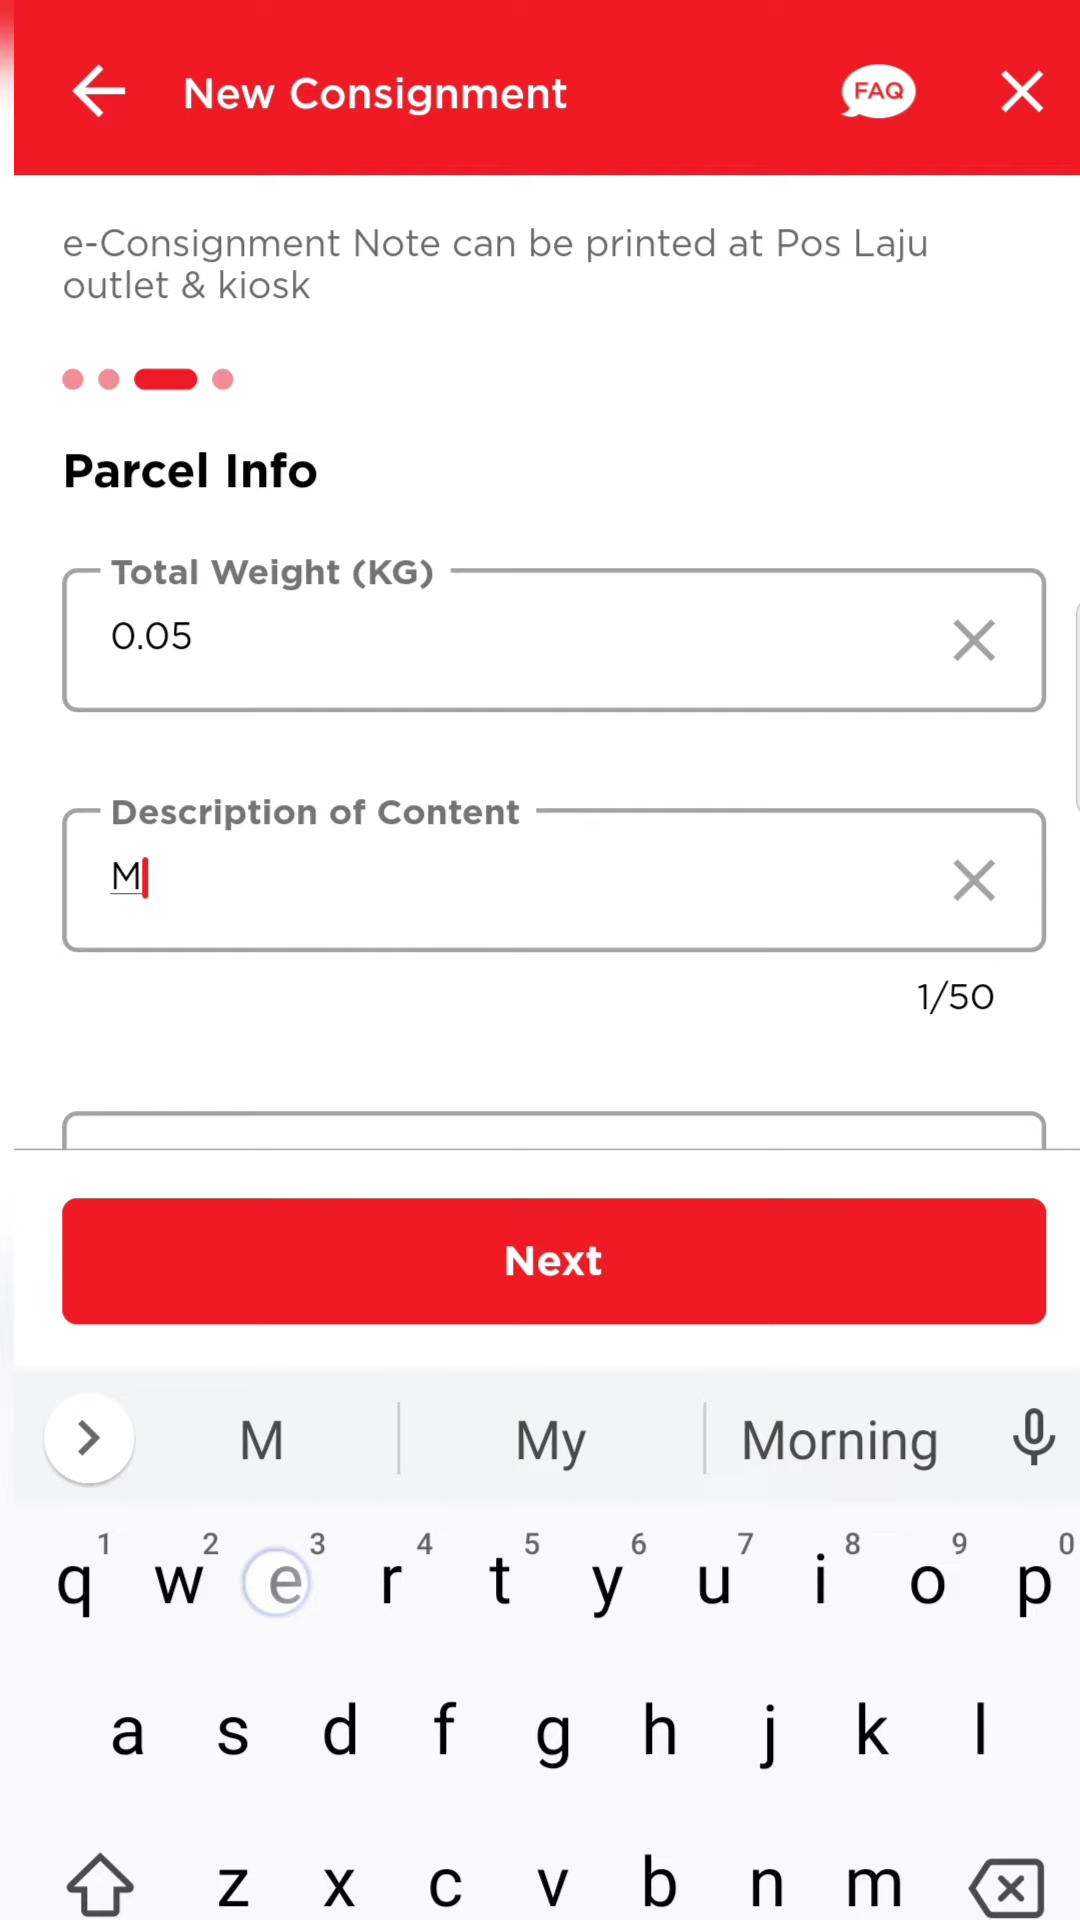 New Consignment
FAQ
e-Consignment Note can be printed at Pos Laju
outlet & kiosk
Parcel Info
Total Weight (KG)
0.05
Description of Content
M
1/50
Next
M My Morning
1 2 3 4 5 6 7 8 9 0
q w e r t y u i o p
a s d f g h j k l
z x c v b n m